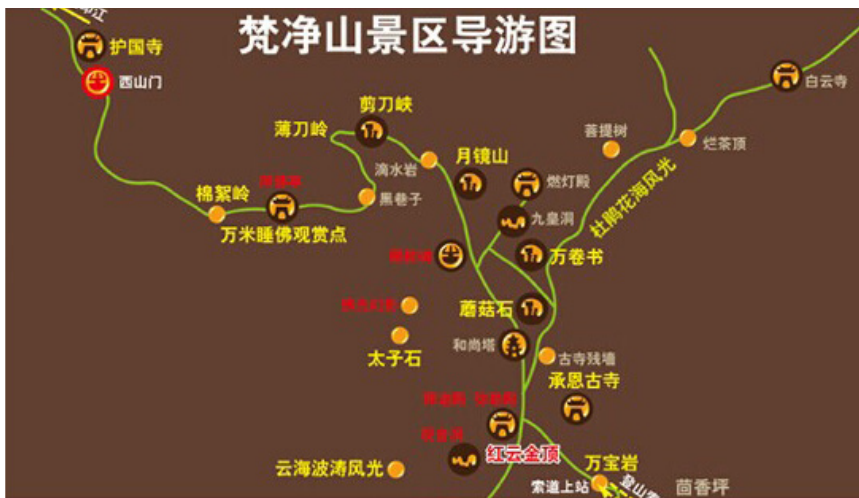 梵净山景区导游图
护国寺
西山门
白云寺
剪刀峡
薄刀岭
菩提树
烂茶顶
滴水岩
月镜山
燃灯殿
黑巷子
棉絮岭
九皇洞
杜鹃花海风光
万米睡佛观赏点
万卷书
蘑菇石
和尚塔
太子石
古寺残墙
承恩古寺
红云金顶
云海波涛风光
万宝岩
索道上站
茴香坪